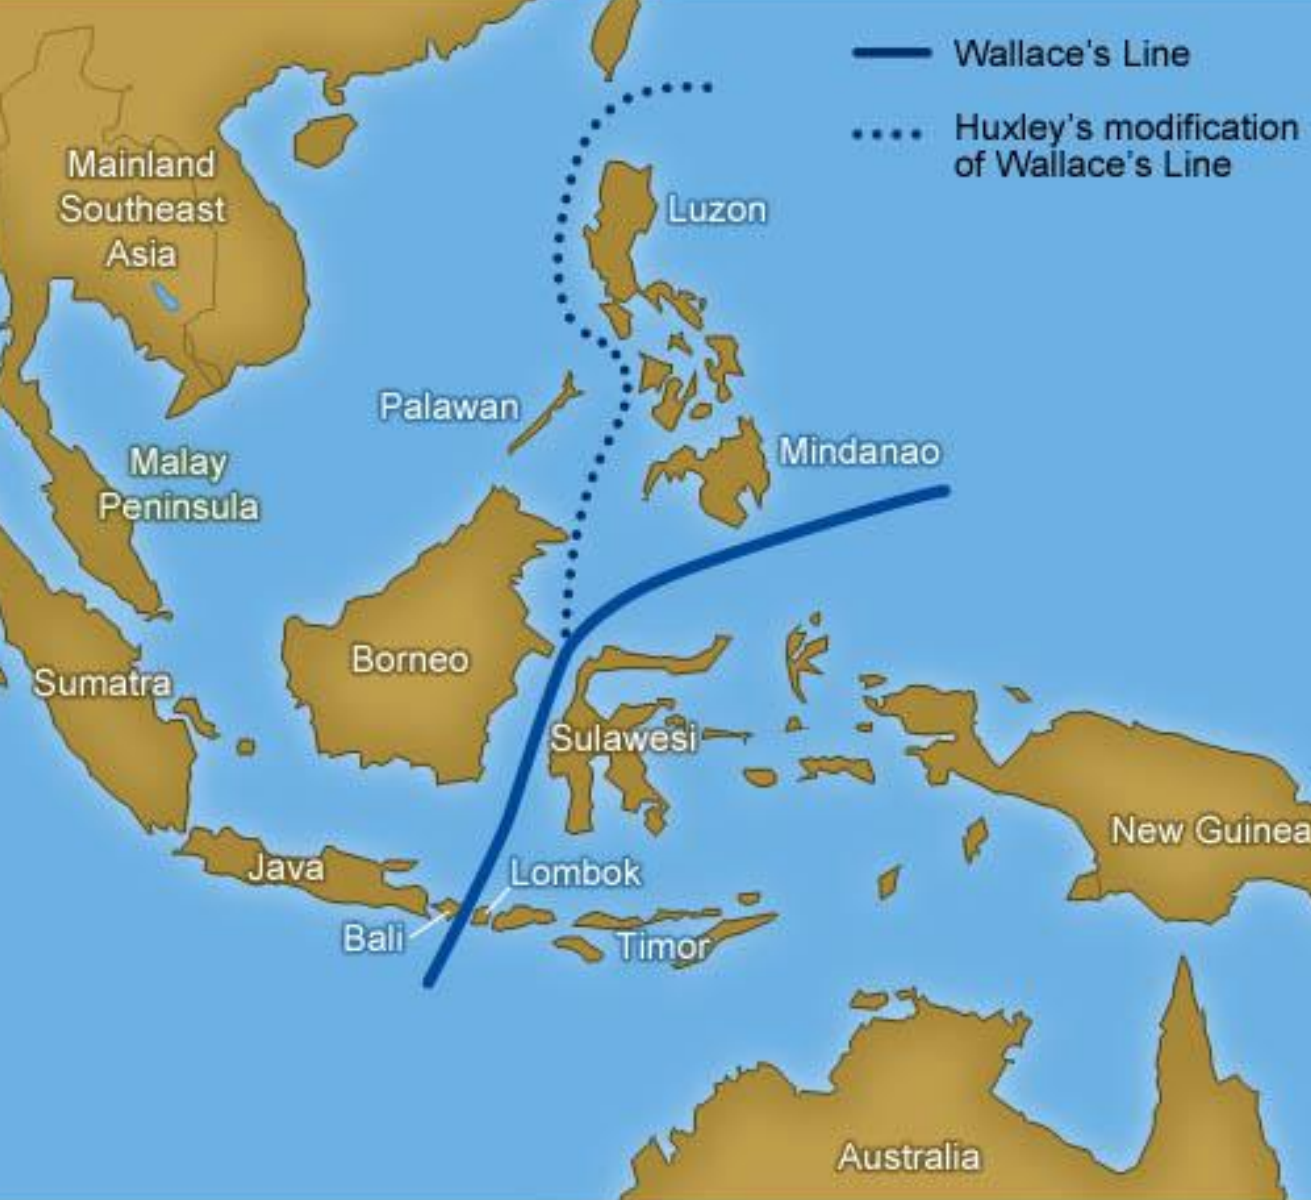 Wallace's Line
Huxley's modification
of Wallace's Line
Mainland
Southeast
Asia
Luzon
Palawan
Mindanao
Malay
Peninsula
Borneo
Sumatra
Sulawesi
New Guinea
Java
Lombok
Bali
Timor
Australia